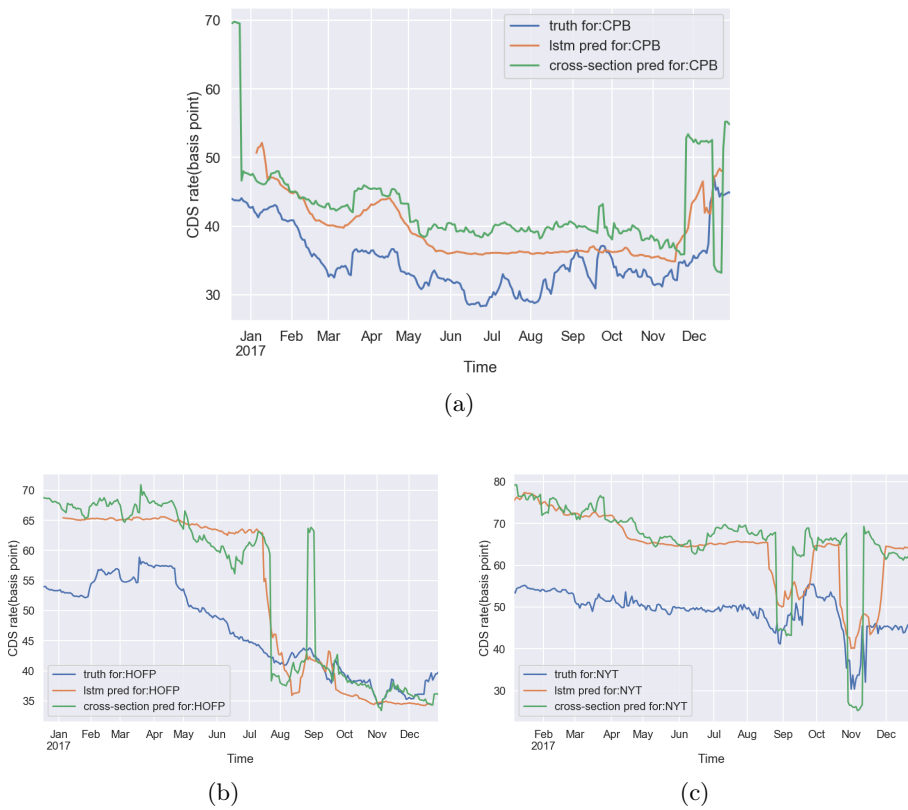 70
60
50
40
30
CDS rate(basis point)
truth for:CPB
lstm pred for:CPB
cross-section pred for:CPB
Jan Feb Mar Apr May Jun Jul Aug Sep Oct Nov Dec
2017
Time
(a)
70
65
60
55
50
45
40
35
CDS rate(basis point)
truth for:HOFP
lstm pred for:HOFP
cross-section pred for:HOFP
Jan Feb Mar Apr May Jun Jul Aug Sep Oct Nov Dec
2017
Time
(b)
80
70
60
50
40
30
CDS rate(basis point)
truth for:NYT
lstm pred for:NYT
cross-section pred for:NYT
Feb Mar Apr May Jun Jul Aug Sep Oct Nov Dec
2017
Time
(c)